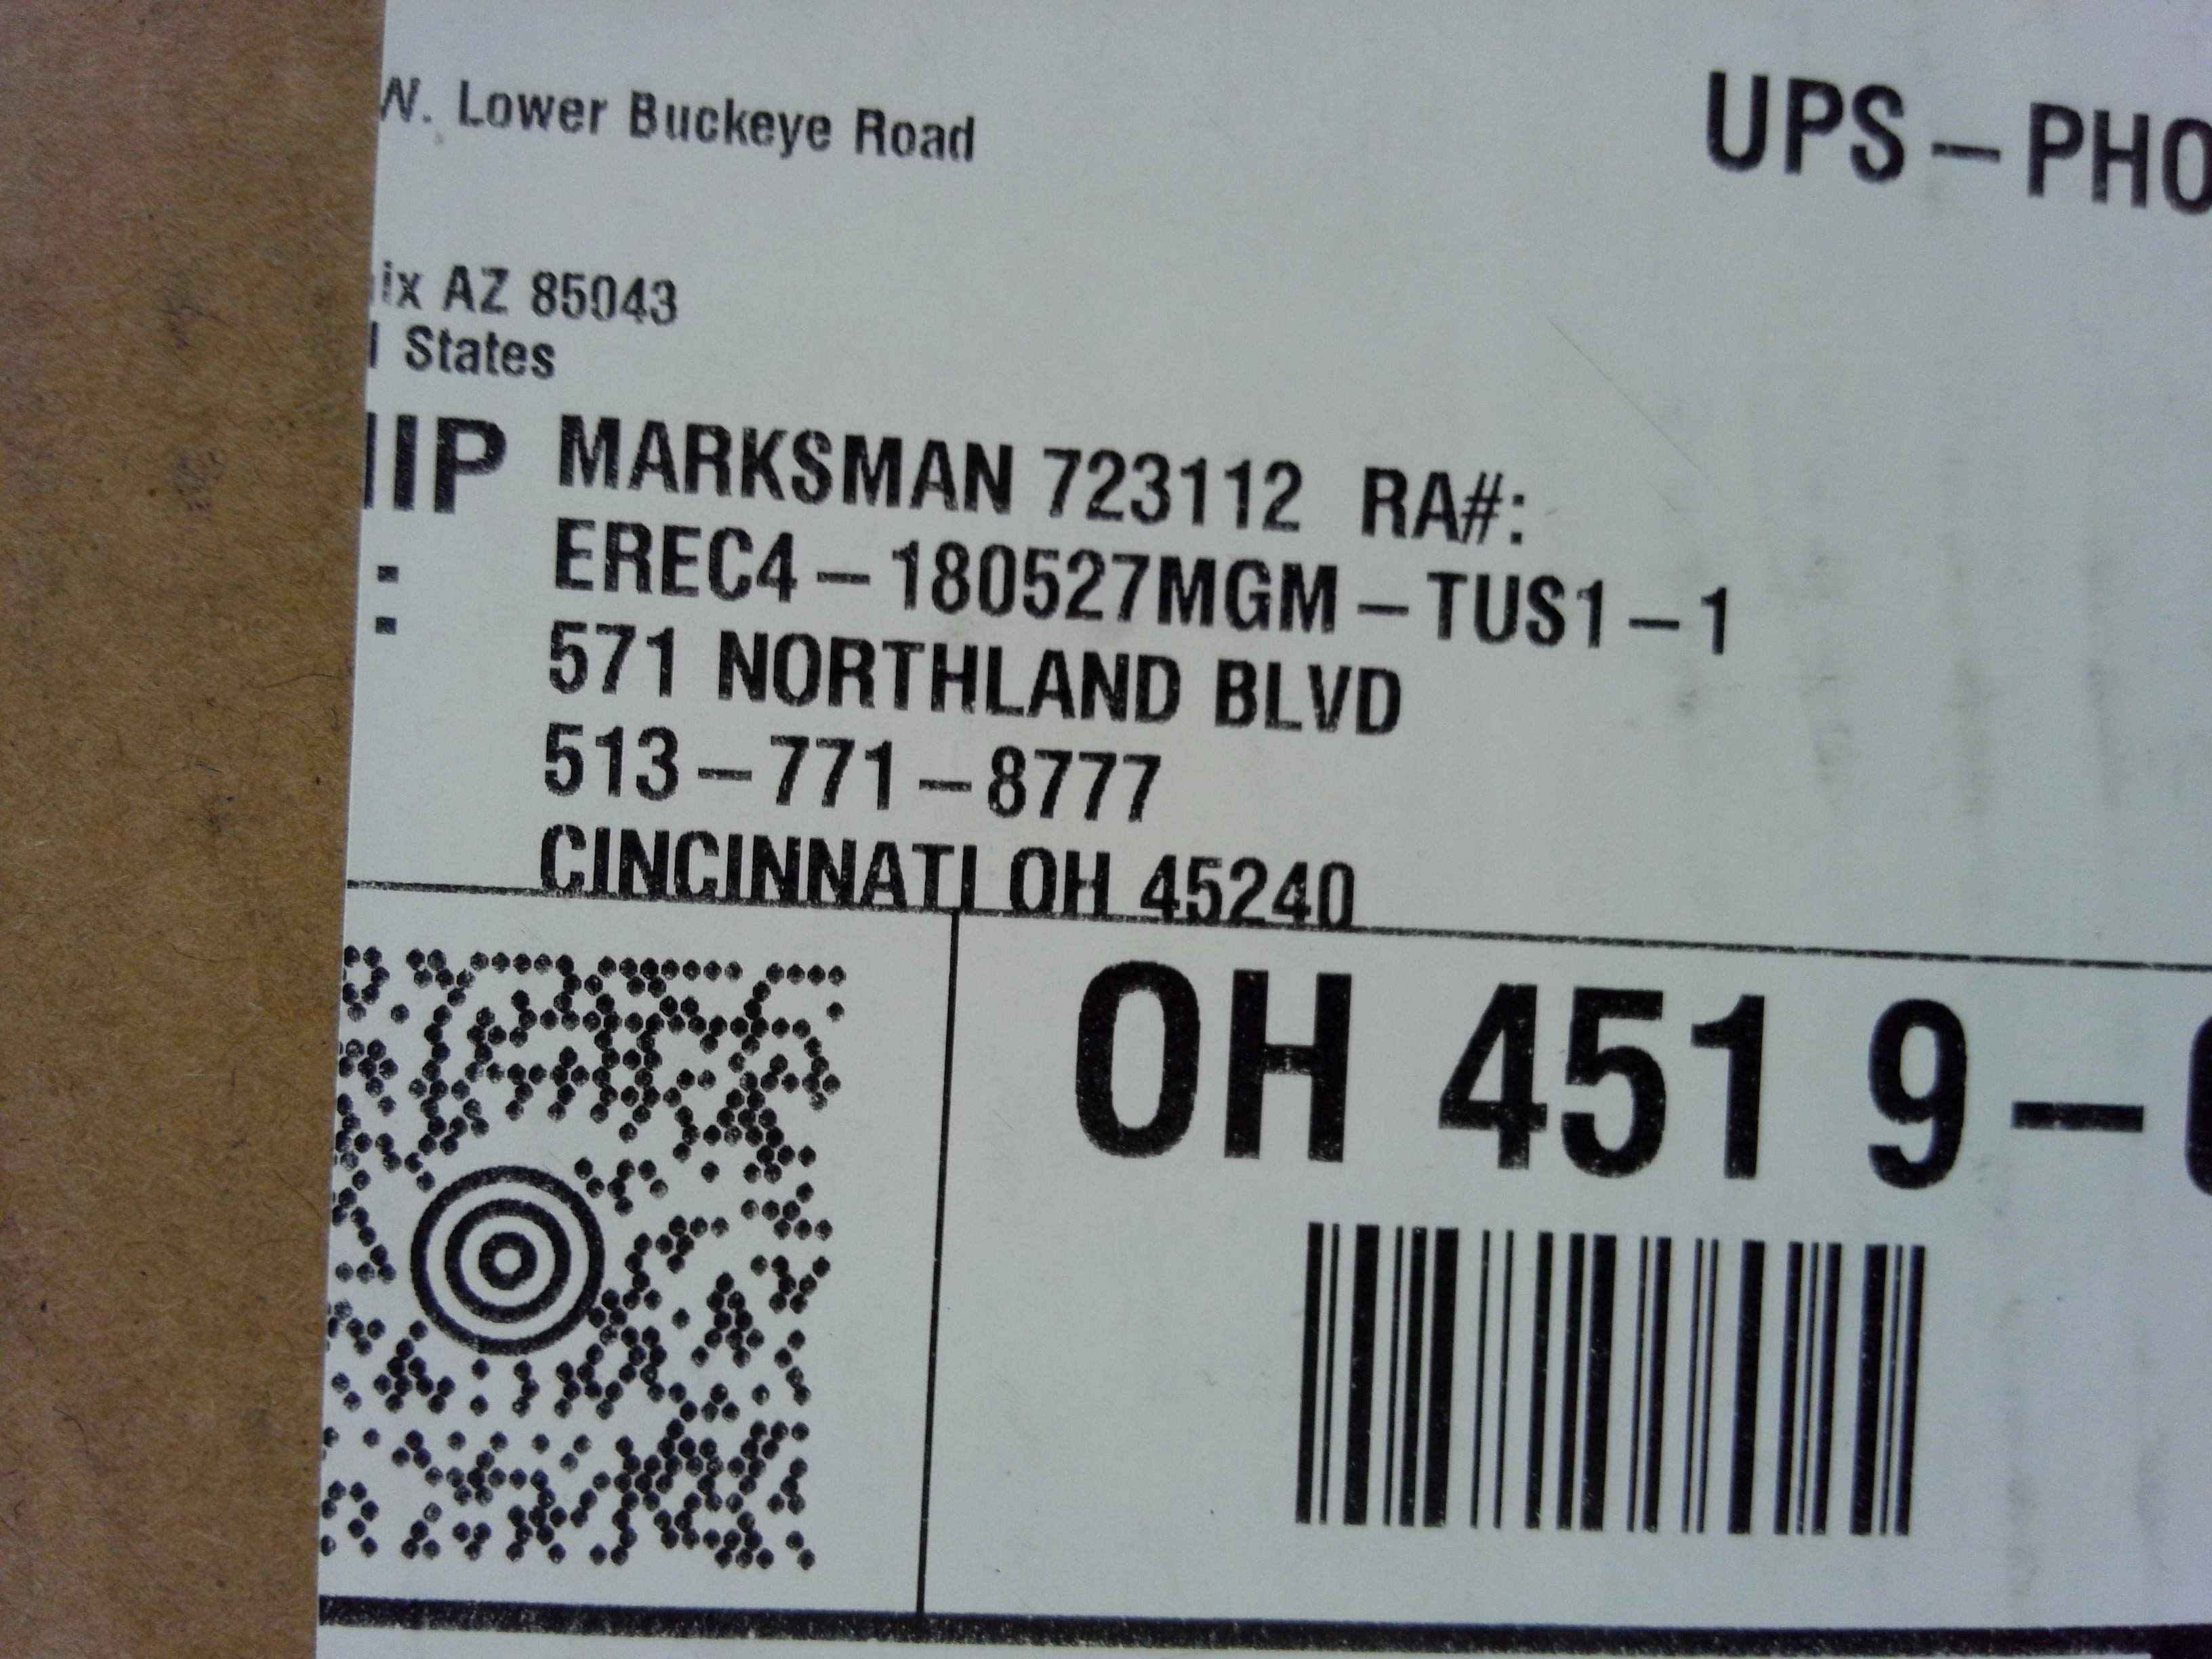 W. Lower Buckeye Road
UPS-PHO
ix AZ 85043
States
IIP MARKSMAN 723112 RA#:
: EREC4-180527MGM-TUS1-1
571 NORTHLAND BLVD
513-771-8777
CINCINNATI OH 45240
OH 451 9-